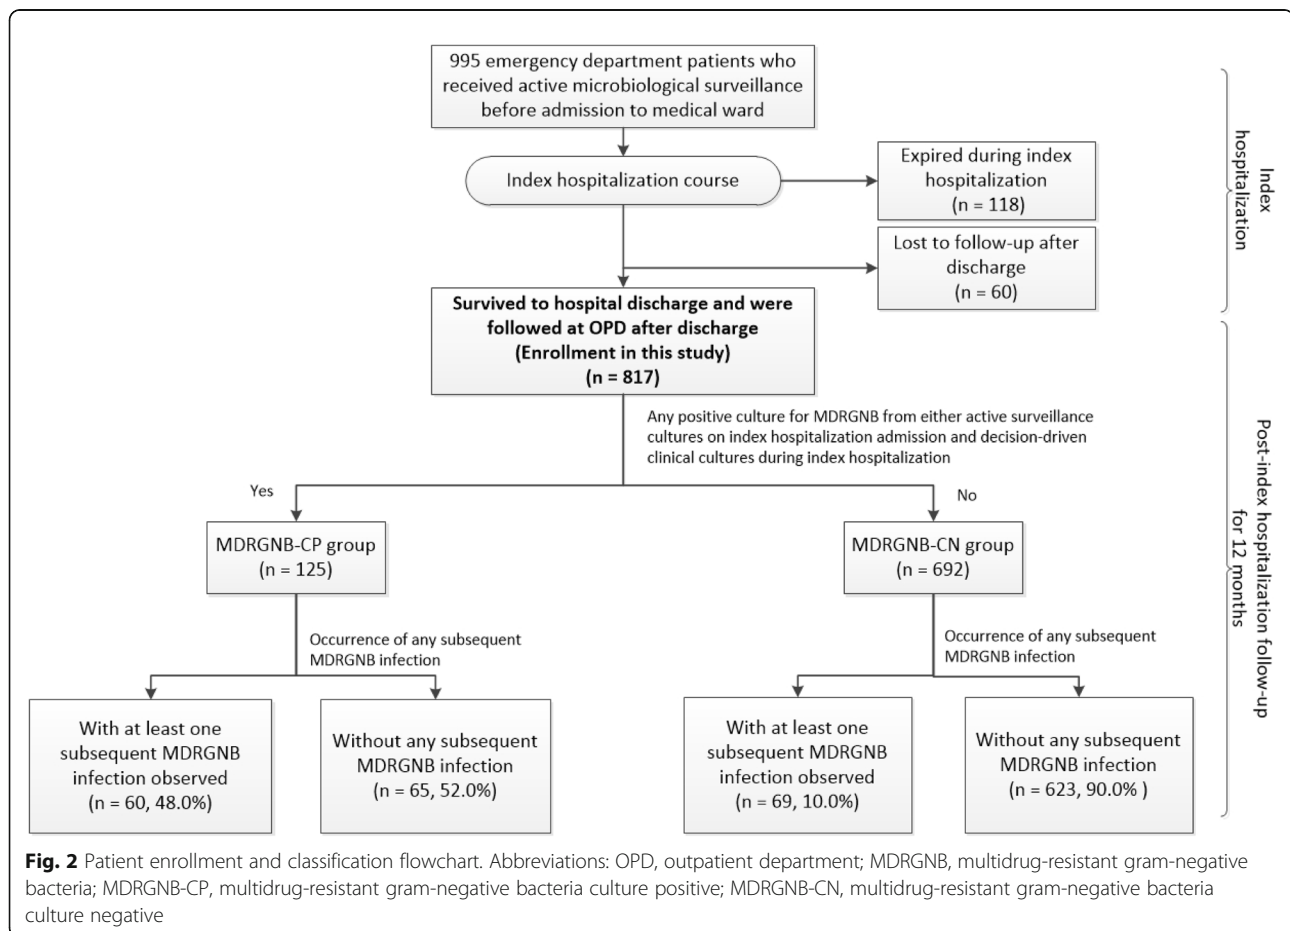 995 emergency department patients who
received active microbiological surveillance
before admission to medical ward
Index hospitalization course
Expired during index
hospitalization
(n = 118)
Lost to follow-up after
discharge
(n = 60)
Index
hospitalization
Survived to hospital discharge and were
followed at OPD after discharge
(Enrollment in this study)
(n = 817)
Any positive culture for MDRGNB from either active surveillance
cultures on index hospitalization admission and decision-driven
clinical cultures during index hospitalization
Yes
No
MDRGNB-CP group
(n = 125)
MDRGNB-CN group
(n = 692)
Occurrence of any subsequent
MDRGNB infection
Occurrence of any subsequent
MDRGNB infection
With at least one
subsequent MDRGNB
infection observed
(n = 60, 48.0%)
Without any subsequent
MDRGNB infection
(n = 65, 52.0%)
With at least one
subsequent MDRGNB
infection observed
(n = 69, 10.0%)
Without any subsequent
MDRGNB infection
(n = 623, 90.0% )
Post-index hospitalization follow-up
for 12 months
Fig. 2 Patient enrollment and classification flowchart. Abbreviations: OPD, outpatient department; MDRGNB, multidrug-resistant gram-negative
bacteria; MDRGNB-CP, multidrug-resistant gram-negative bacteria culture positive; MDRGNB-CN, multidrug-resistant gram-negative bacteria
culture negative